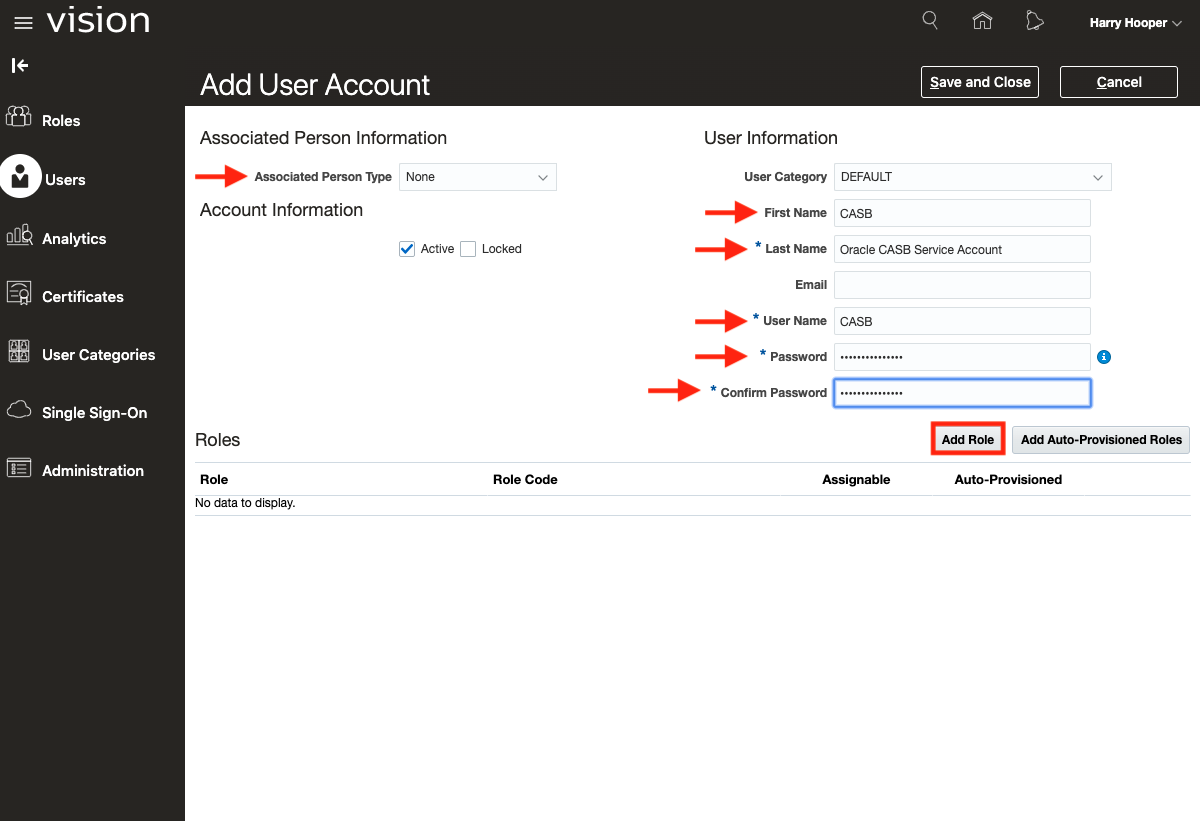 vision
Harry Hooper
Add User Account
Save and Close
Cancel
Roles
Users
Analytics
Certificates
User Categories
Single Sign-On
Administration
Associated Person Information
Associated Person Type None
Account Information
Active Locked
User Information
User Category DEFAULT
First Name CASB
* Last Name Oracle CASB Service Account
Email
* User Name CASB
* Password •••••••••••••••
* Confirm Password •••••••••••••••
Roles
Add Role
Add Auto-Provisioned Roles
Role Role Code Assignable Auto-Provisioned
No data to display.